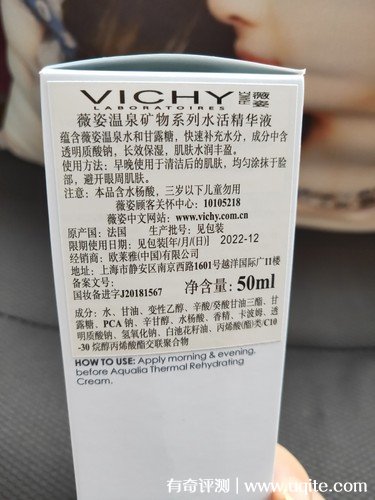 VICHY
LABORATOIRES
薇姿
薇姿温泉矿物系列水活精华液
蕴含薇姿温泉水和甘露糖，快速补充水分，成分中含
透明质酸钠，长效保湿，肌肤水润丰盈。
使用方法：早晚使用于清洁后的肌肤，均匀涂抹于脸
部，避开眼周肌肤。
注意：本品含水杨酸，三岁以下儿童勿用
薇姿顾客关怀中心：10105218
薇姿中文网站：www.vichy.com.cn
原产国：法国 生产批号：见包装
限期使用日期：见包装[年/月/(日)] 2022-12
经销商：欧莱雅(中国)有限公司
地址：上海市静安区南京西路1601号越洋国际广11楼
备案文号：
国妆备进字J20181567 净含量：50ml
成分：水、甘油、变性乙醇、辛酸/癸酸甘油三酯、甘
露糖、PCA钠、辛甘醇、水杨酸、香精、卡波姆、透
明质酸钠、氢氧化钠、白池花籽油、丙烯酸(酯)类/C10
-30 烷醇丙烯酸酯交联聚合物
HOW TO USE: Apply morning & evening,
before Aqualia Thermal Rehydrating
Cream.
有奇评测 | www.uqite.com